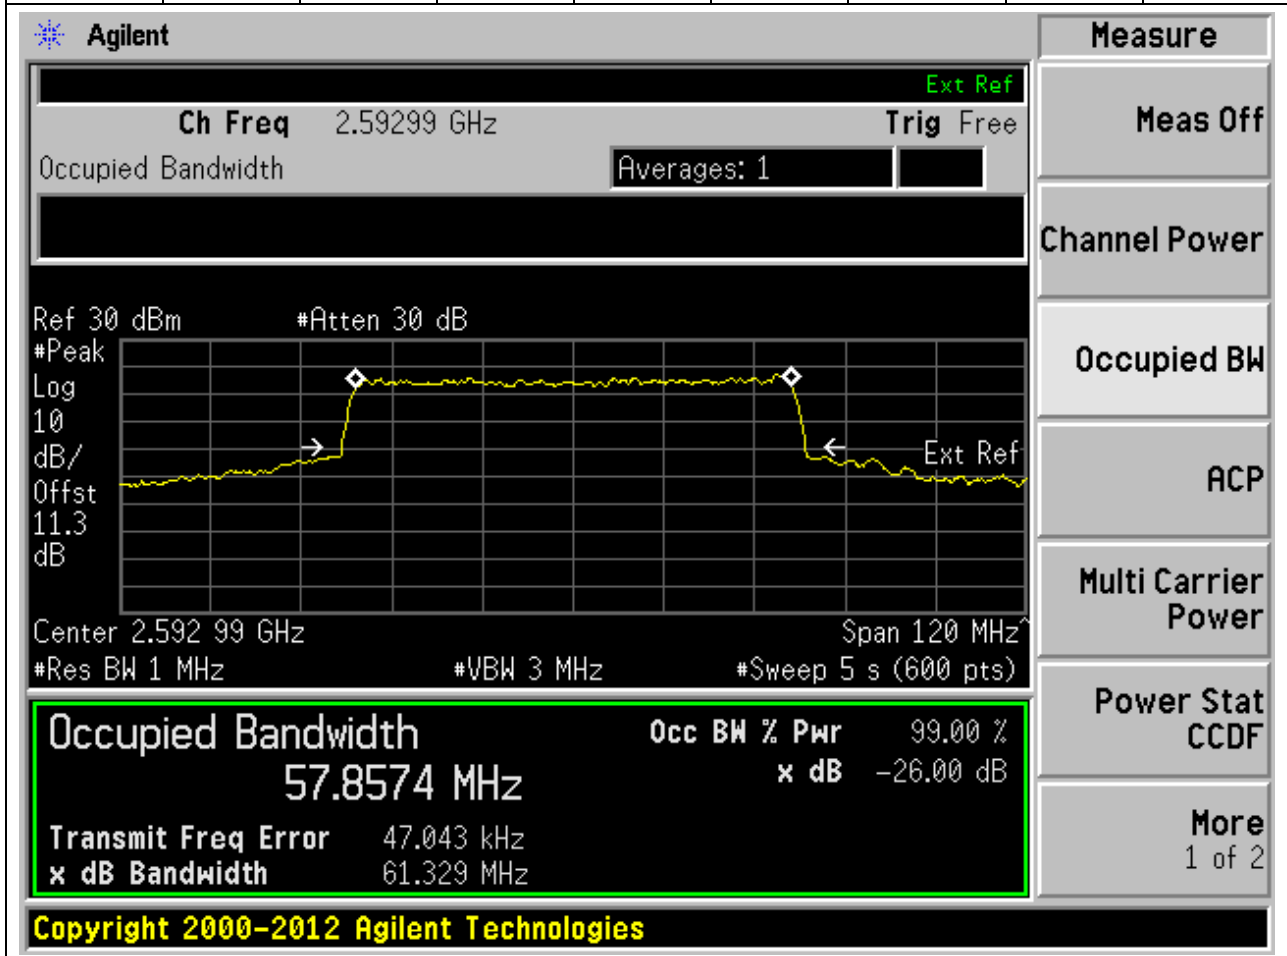 Agilent
Measure
Ext Ref
Ch Freq 2.59299 GHz Trig Free
Occupied Bandwidth Averages: 1
Ref 30 dBm #Atten 30 dB
#Peak
Log
10
dB/
Offst
11.3
dB
Ext Ref
Center 2.592 99 GHz Span 120 MHz^
#Res BW 1 MHz #VBW 3 MHz #Sweep 5 s (600 pts)
Occupied Bandwidth Occ BW % Pwr 99.00 %
57.8574 MHz x dB -26.00 dB
Transmit Freq Error 47.043 kHz
x dB Bandwidth 61.329 MHz
Copyright 2000-2012 Agilent Technologies
Meas Off
Channel Power
Occupied BW
ACP
Multi Carrier
Power
Power Stat
CCDF
More
1 of 2